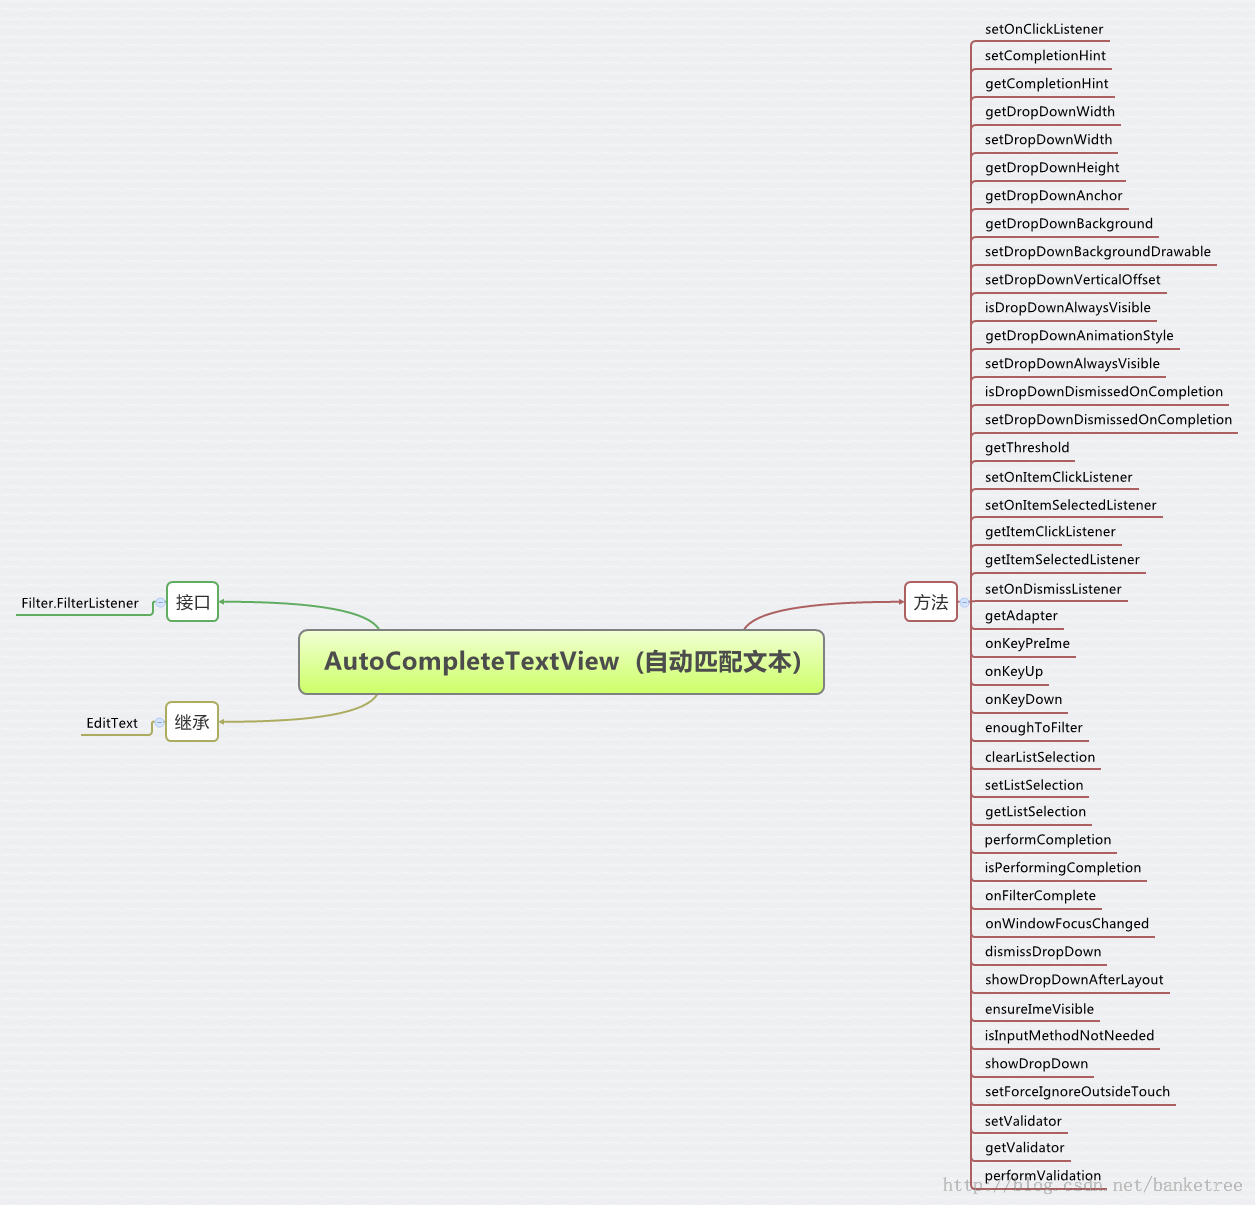 AutoCompleteTextView（自动匹配文本）
接口
Filter.FilterListener
继承
EditText
方法
setOnClickListener
setCompletionHint
getCompletionHint
getDropDownWidth
setDropDownWidth
getDropDownHeight
getDropDownAnchor
getDropDownBackground
setDropDownBackgroundDrawable
setDropDownVerticalOffset
isDropDownAlwaysVisible
getDropDownAnimationStyle
setDropDownAlwaysVisible
isDropDownDismissedOnCompletion
setDropDownDismissedOnCompletion
getThreshold
setOnItemClickListener
setOnItemSelectedListener
getItemClickListener
getItemSelectedListener
setOnDismissListener
getAdapter
onKeyPreIme
onKeyUp
onKeyDown
enoughToFilter
clearListSelection
setListSelection
getListSelection
performCompletion
isPerformingCompletion
onFilterComplete
onWindowFocusChanged
dismissDropDown
showDropDownAfterLayout
ensureImeVisible
isInputMethodNotNeeded
showDropDown
setForceIgnoreOutsideTouch
setValidator
getValidator
performValidation
http://blog.csdn.net/banketree